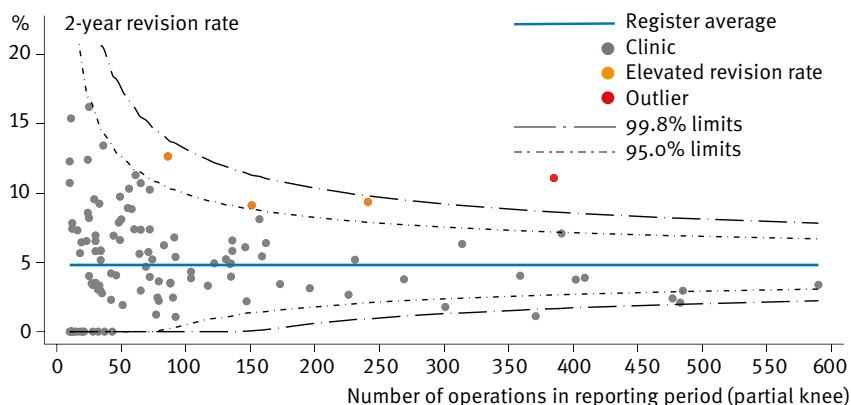 %
2-year revision rate
Register average
Clinic
Elevated revision rate
Outlier
99.8% limits
95.0% limits
20
15
10
5
0
0 50 100 150 200 250 300 350 400 450 500 550 600
Number of operations in reporting period (partial knee)